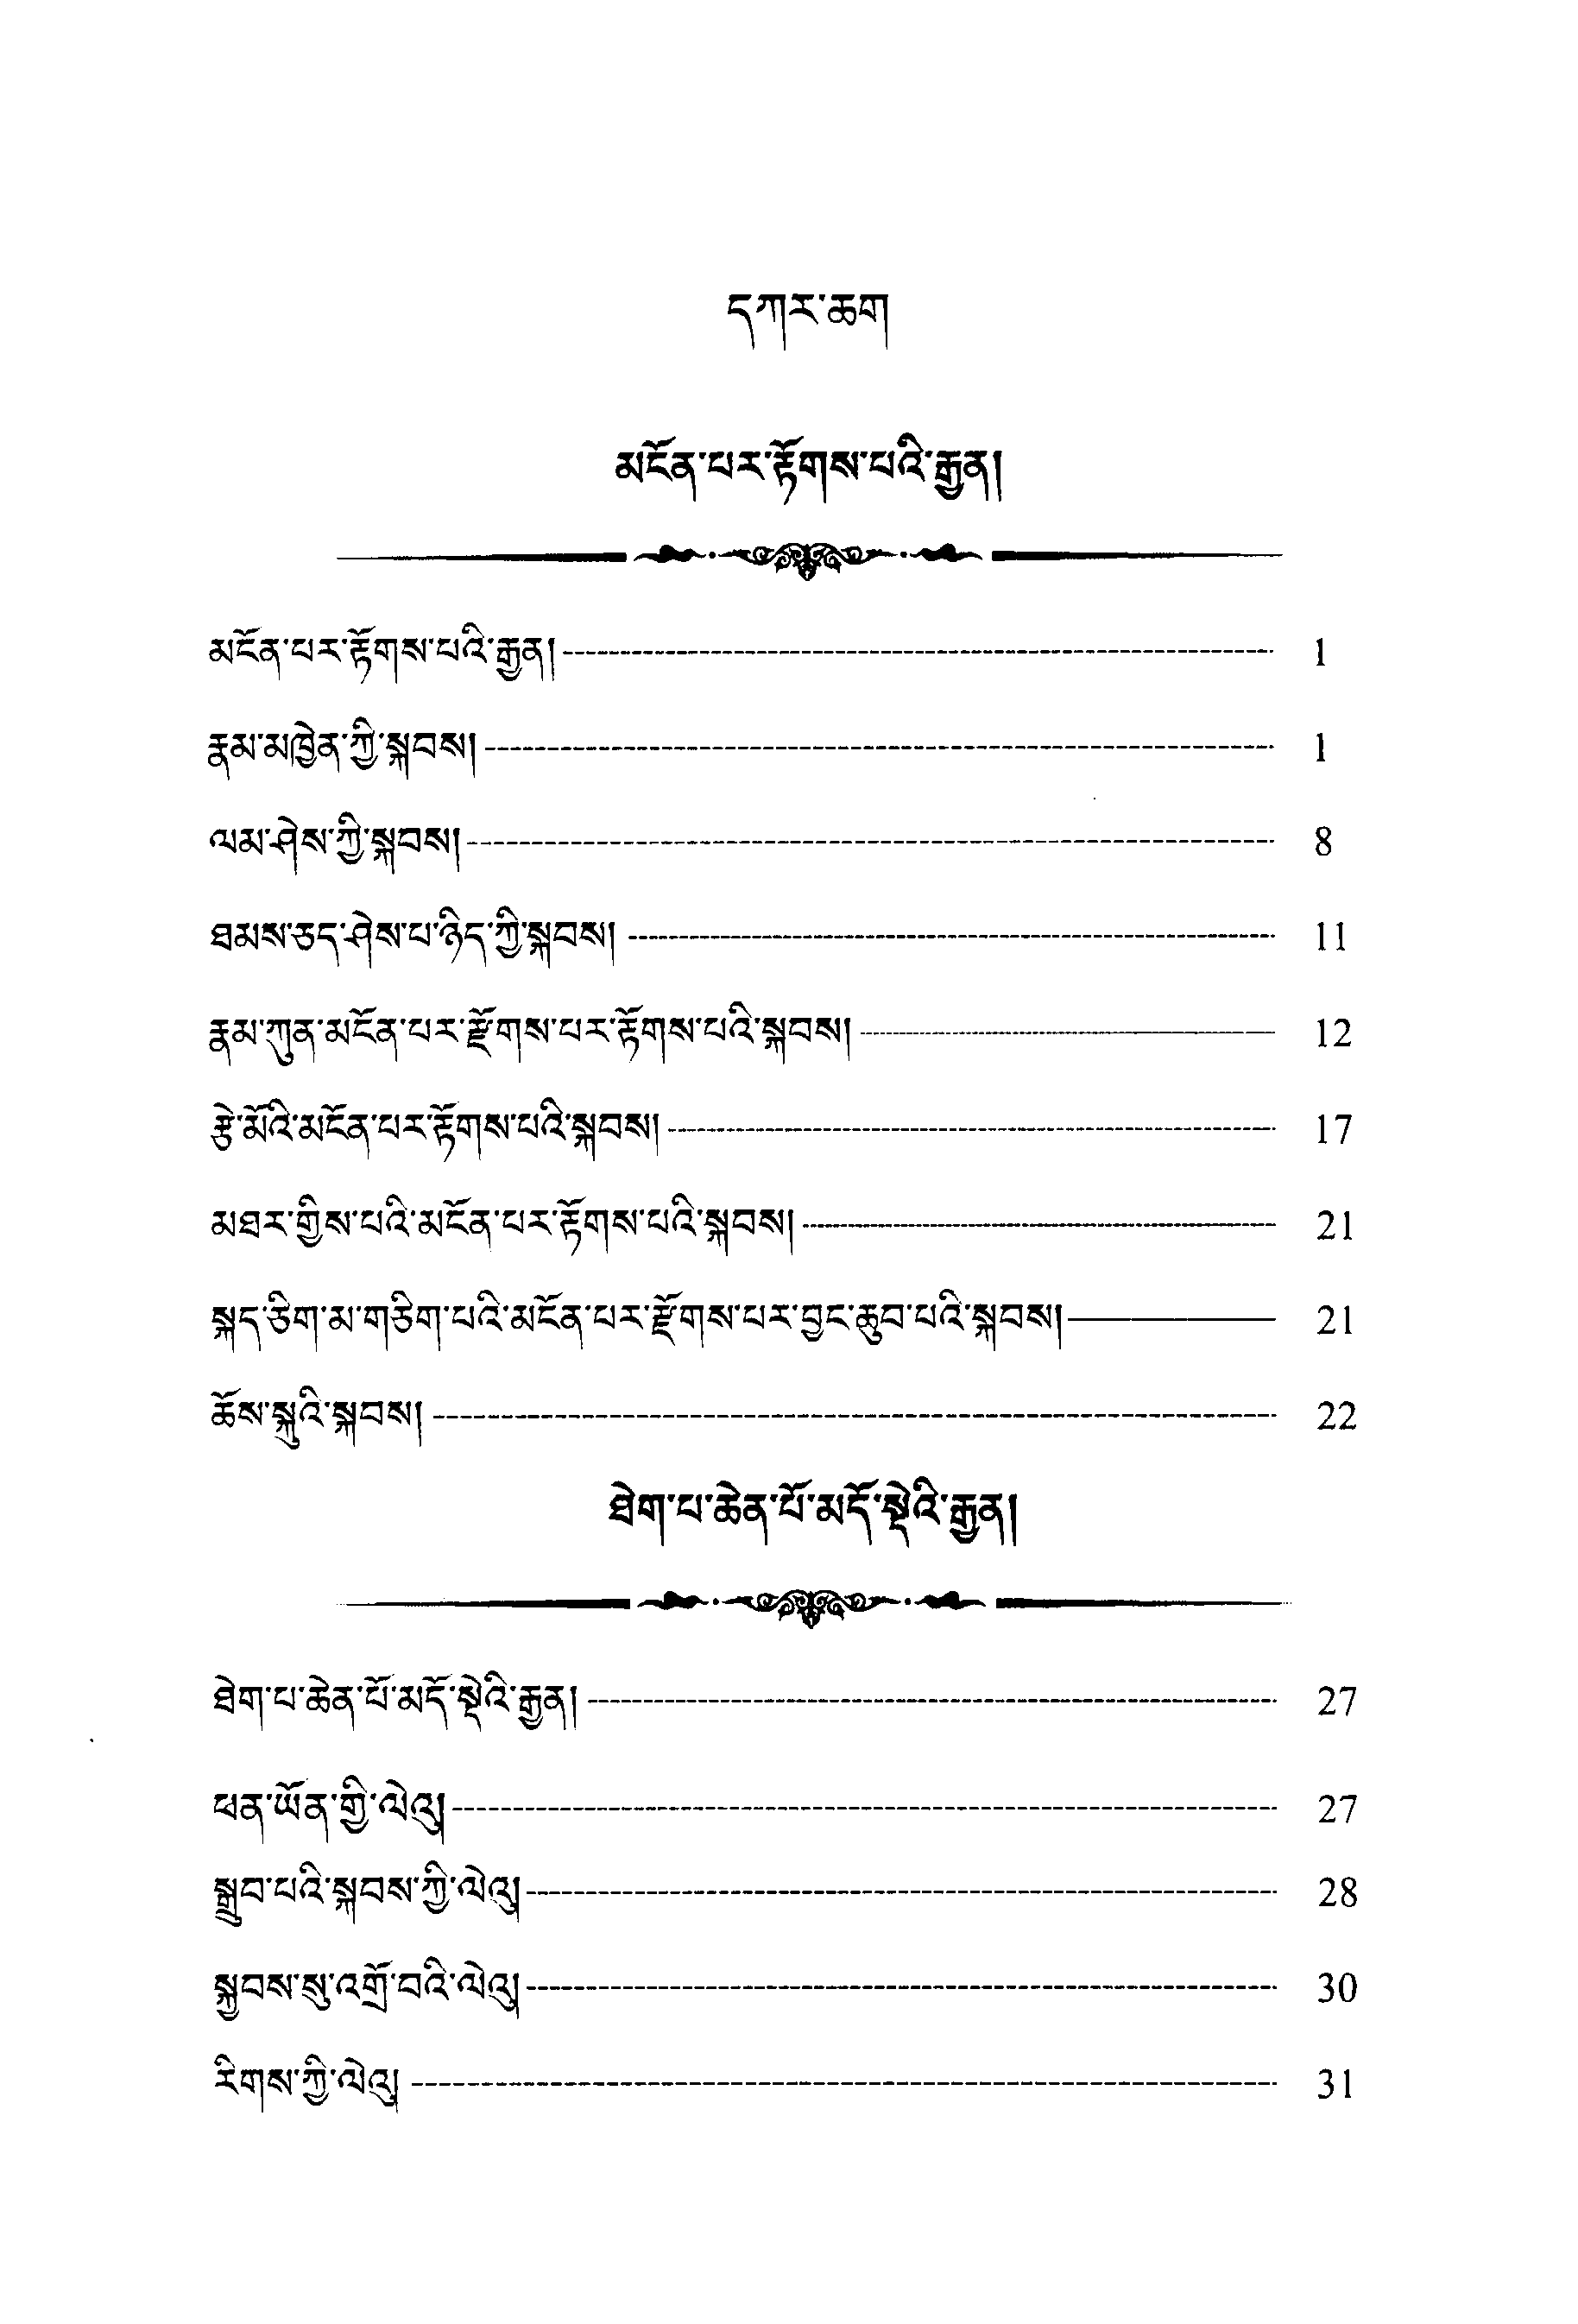 དཀར་ཆག
མངོན་པར་རྟོགས་པའི་རྒྱན།
མངོན་པར་རྟོགས་པའི་རྒྱན། 1
རྣམ་མཁྱེན་ཀྱི་སྐབས། 1
ལམ་ཤེས་ཀྱི་སྐབས། 8
ཐམས་ཅད་ཤེས་པ་ཉིད་ཀྱི་སྐབས། 11
རྣམ་ཀུན་མངོན་པར་རྫོགས་པར་རྟོགས་པའི་སྐབས། 12
རྩེ་མོའི་མངོན་པར་རྟོགས་པའི་སྐབས། 17
མཐར་གྱིས་པའི་མངོན་པར་རྟོགས་པའི་སྐབས། 21
སྐད་ཅིག་མ་གཅིག་པའི་མངོན་པར་རྫོགས་པར་བྱང་ཆུབ་པའི་སྐབས། 21
ཆོས་སྐུའི་སྐབས། 22
ཐེག་པ་ཆེན་པོ་མདོ་སྡེའི་རྒྱན།
ཐེག་པ་ཆེན་པོ་མདོ་སྡེའི་རྒྱན། 27
ཕན་ཡོན་གྱི་ལེའུ། 27
སྒྲུབ་པའི་སྐབས་ཀྱི་ལེའུ། 28
སྐྱབས་སུ་འགྲོ་བའི་ལེའུ། 30
རིགས་ཀྱི་ལེའུ། 31